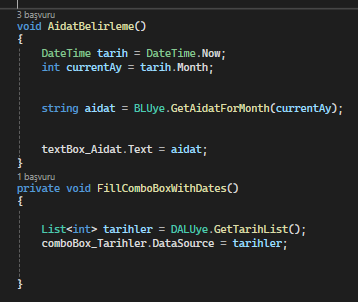 3 başvuru
void AidatBelirleme()
{
DateTime tarih = DateTime.Now;
int currentAy = tarih.Month;
string aidat = BLUye.GetAidatForMonth(currentAy);
textBox_Aidat.Text = aidat;
}
1 başvuru
private void FillComboBoxWithDates()
{
List<int> tarihler = DALUye.GetTarihList();
comboBox_Tarihler.DataSource = tarihler;
}